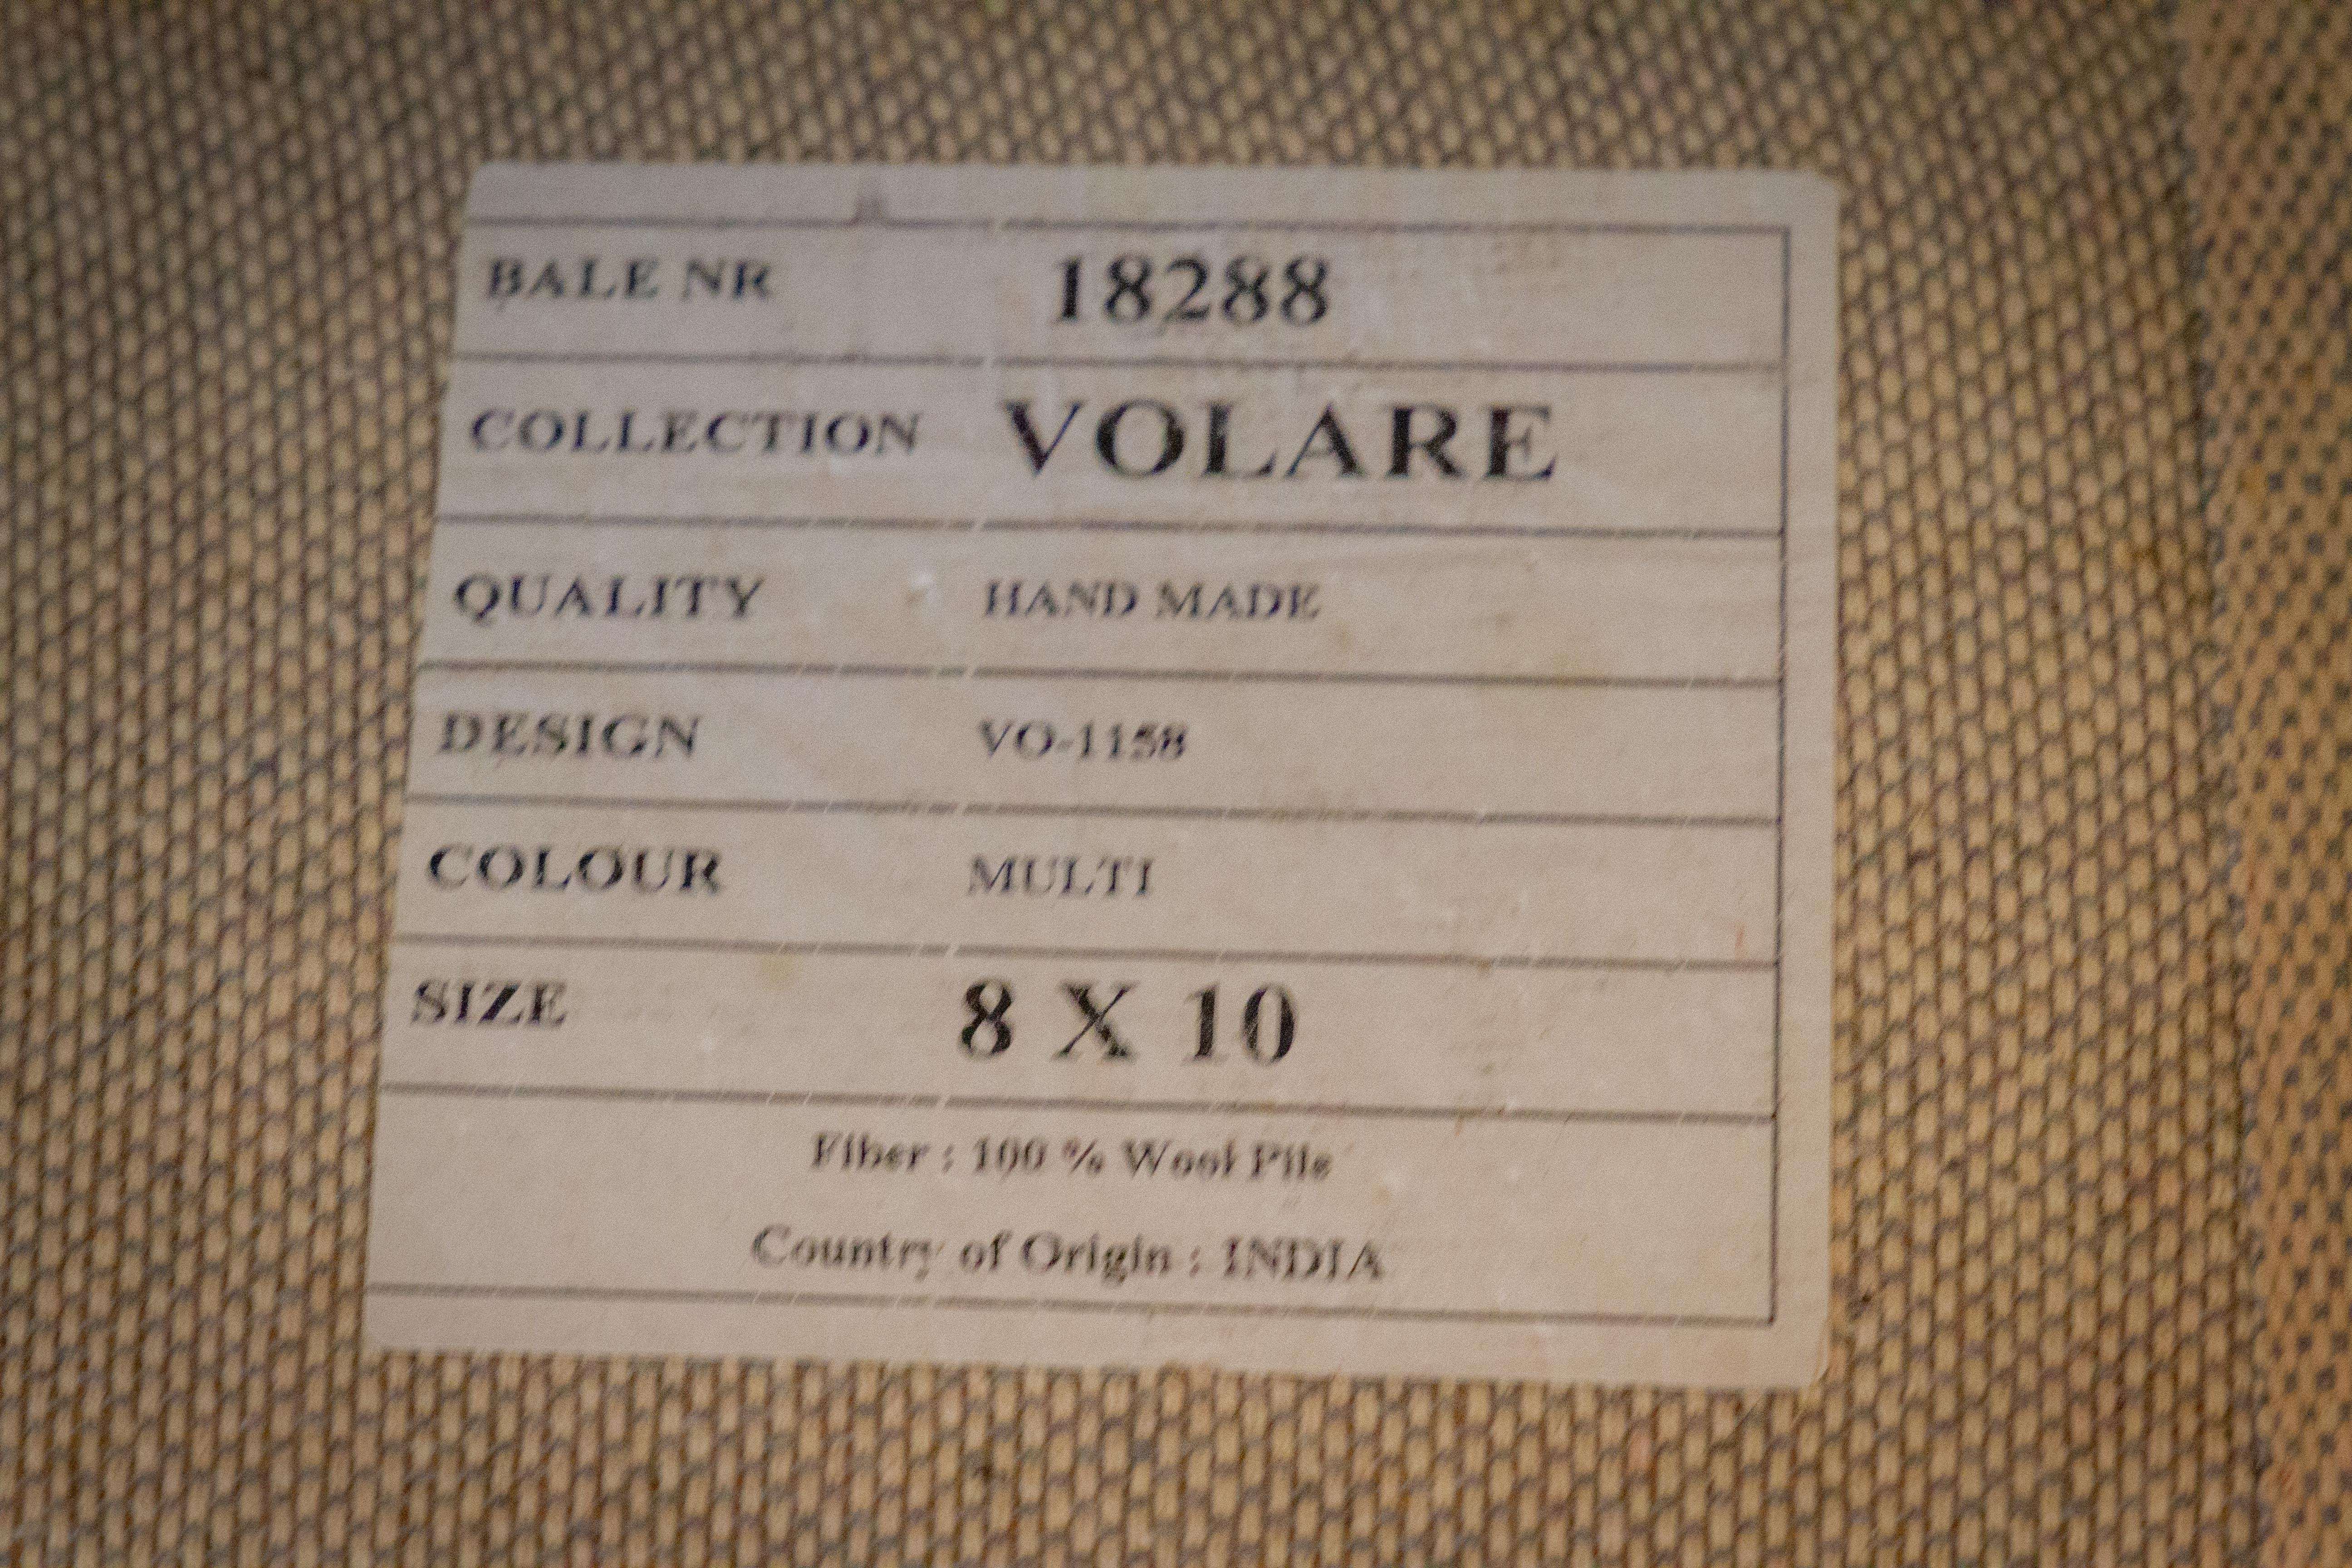 BALE NR 18288
COLLECTION VOLARE
QUALITY HAND MADE
DESIGN VO-1158
COLOUR MULTI
SIZE 8 X 10
Fiber : 100 % Wool Pile
Country of Origin : INDIA